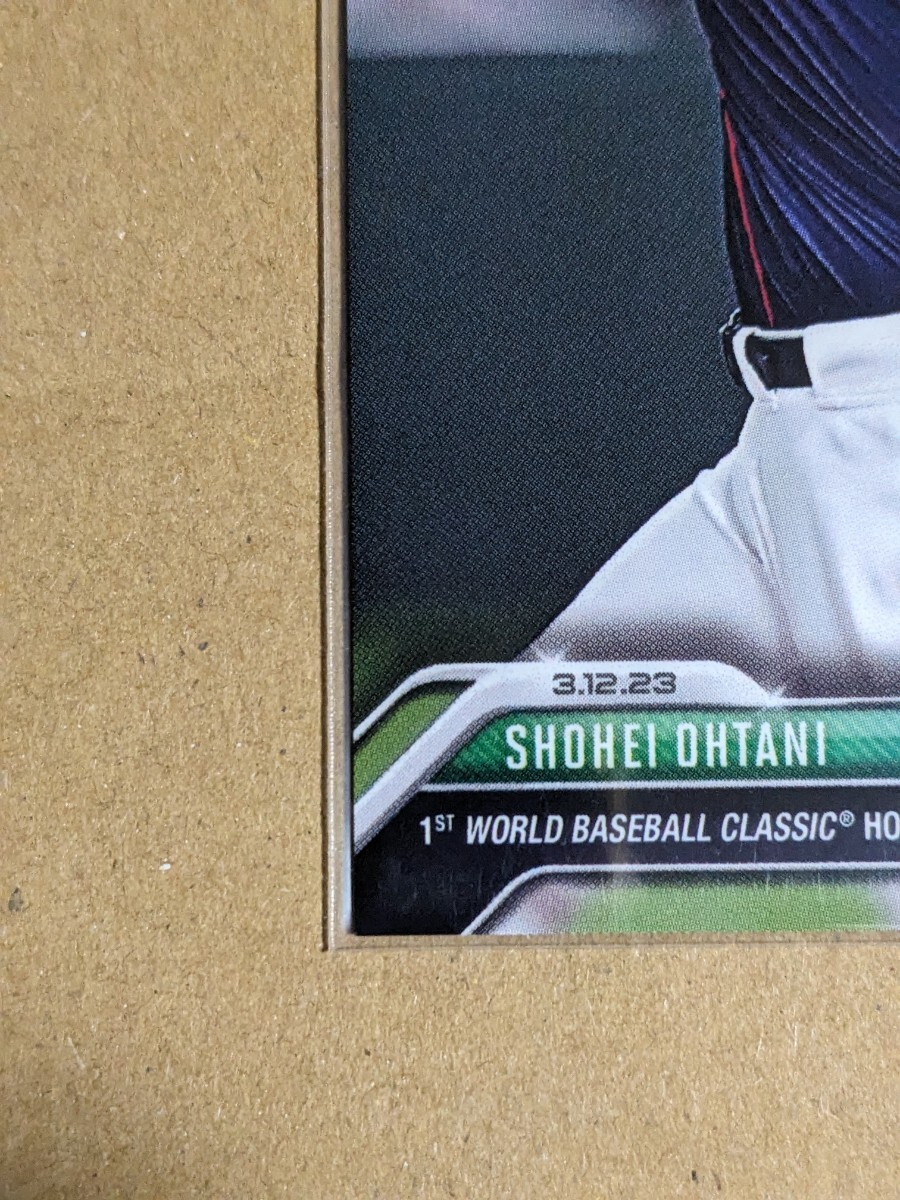 3.12.23
SHOHEI OHTANI
1ST WORLD BASEBALL CLASSIC® HO